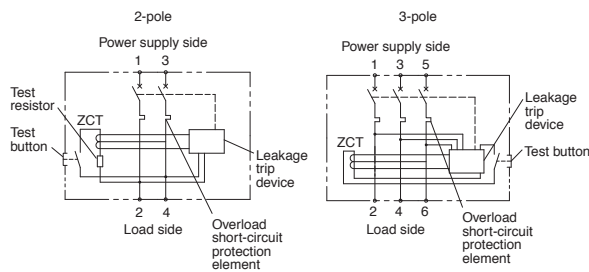 2-pole
Power supply side
1 3
Test
resistor
ZCT
Test
button
Leakage
trip
device
2 4
Load side
Overload
short-circuit
protection
element
3-pole
Power supply side
1 3 5
Leakage
trip
device
ZCT
Test button
2 4 6
Load side
Overload
short-circuit
protection
element